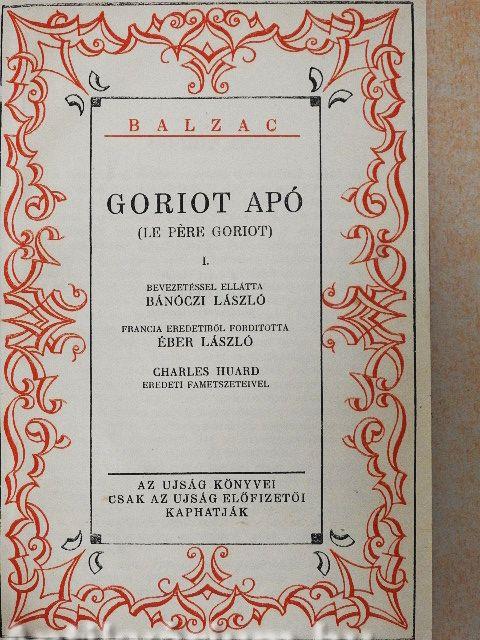 BALZAC
GORIOT APÓ
(LE PÈRE GORIOT)
I.
BEVEZETÉSSEL ELLÁTTA
BÁNÓCZI LÁSZLÓ
FRANCIA EREDETIBŐL FORDITOTTA
ÉBER LÁSZLÓ
CHARLES HUARD
EREDETI FAMETSZETEIVEL
AZ UJSÁG KÖNYVEI
CSAK AZ UJSÁG ELŐFIZETŐI
KAPHATJÁK